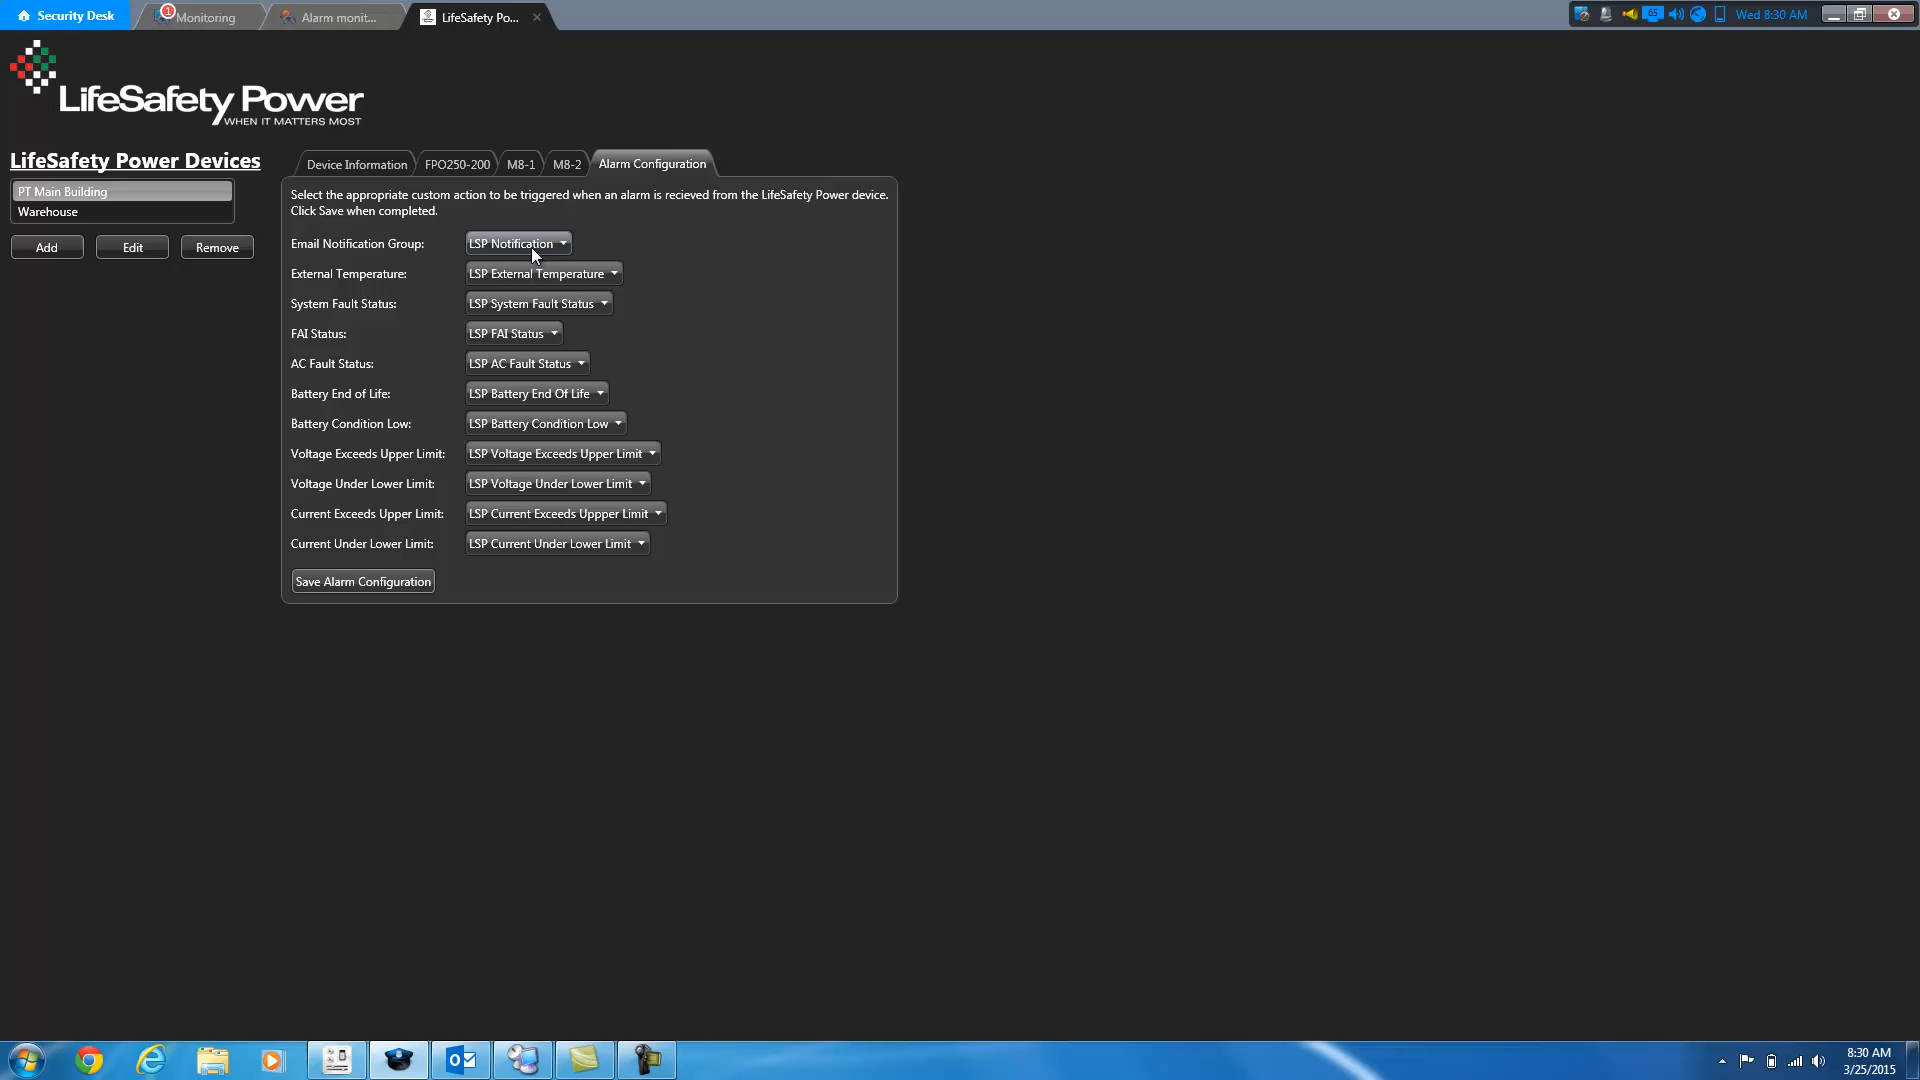 Security Desk
1
Monitoring
Alarm monit...
LifeSafety Po...
65
Wed 8:30 AM
LifeSafety Power
WHEN IT MATTERS MOST
LifeSafety Power Devices
PT Main Building
Warehouse
Add
Edit
Remove
Device Information
FPO250-200
M8-1
M8-2
Alarm Configuration
Select the appropriate custom action to be triggered when an alarm is recieved from the LifeSafety Power device.
Click Save when completed.
Email Notification Group: LSP Notification
External Temperature: LSP External Temperature
System Fault Status: LSP System Fault Status
FAI Status: LSP FAI Status
AC Fault Status: LSP AC Fault Status
Battery End of Life: LSP Battery End Of Life
Battery Condition Low: LSP Battery Condition Low
Voltage Exceeds Upper Limit: LSP Voltage Exceeds Upper Limit
Voltage Under Lower Limit: LSP Voltage Under Lower Limit
Current Exceeds Upper Limit: LSP Current Exceeds Uppper Limit
Current Under Lower Limit: LSP Current Under Lower Limit
Save Alarm Configuration
8:30 AM
3/25/2015